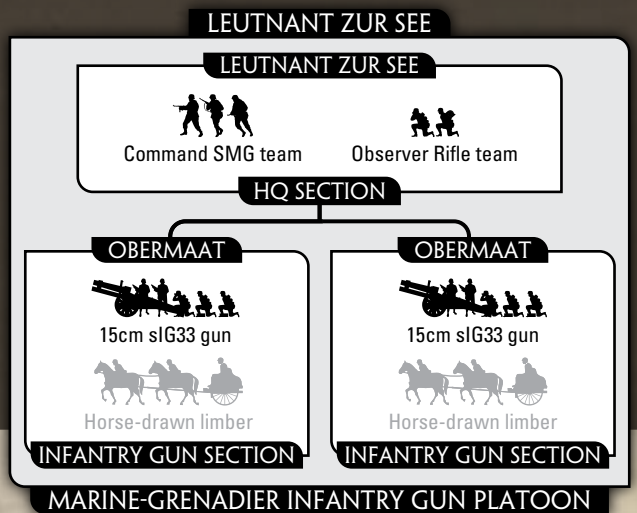 LEUTNANT ZUR SEE
LEUTNANT ZUR SEE
Command SMG team
Observer Rifle team
HQ SECTION
OBERMAAT
15cm sIG33 gun
Horse-drawn limber
INFANTRY GUN SECTION
OBERMAAT
15cm sIG33 gun
Horse-drawn limber
INFANTRY GUN SECTION
MARINE-GRENADIER INFANTRY GUN PLATOON